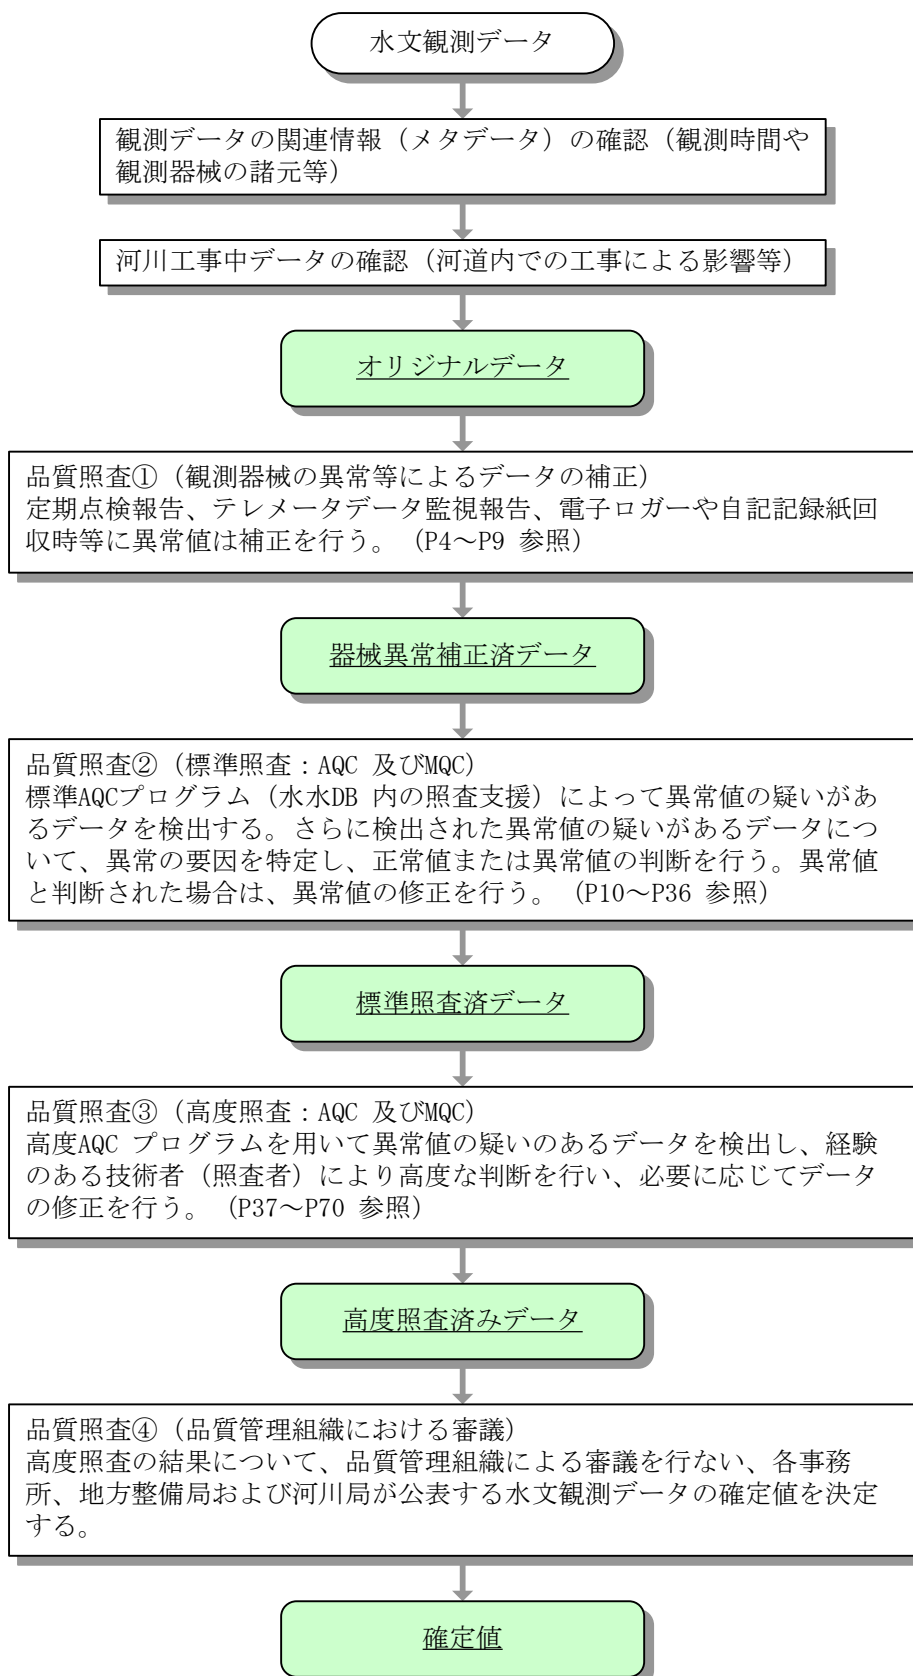 水文観測データ
観測データの関連情報（メタデータ）の確認（観測時間や
観測器械の諸元等）
河川工事中データの確認（河道内での工事による影響等）
オリジナルデータ
品質照査①（観測器械の異常等によるデータの補正）
定期点検報告、テレメータデータ監視報告、電子ロガーや自記記録紙回
収時等に異常値は補正を行う。（P4～P9 参照）
器械異常補正済データ
品質照査②（標準照査：AQC 及びMQC）
標準AQCプログラム（水水DB 内の照査支援）によって異常値の疑いがあ
るデータを検出する。さらに検出された異常値の疑いがあるデータにつ
いて、異常の要因を特定し、正常値または異常値の判断を行う。異常値
と判断された場合は、異常値の修正を行う。（P10～P36 参照）
標準照査済データ
品質照査③（高度照査：AQC 及びMQC）
高度AQC プログラムを用いて異常値の疑いのあるデータを検出し、経験
のある技術者（照査者）により高度な判断を行い、必要に応じてデータ
の修正を行う。（P37～P70 参照）
高度照査済みデータ
品質照査④（品質管理組織における審議）
高度照査の結果について、品質管理組織による審議を行ない、各事務
所、地方整備局および河川局が公表する水文観測データの確定値を決定
する。
確定値